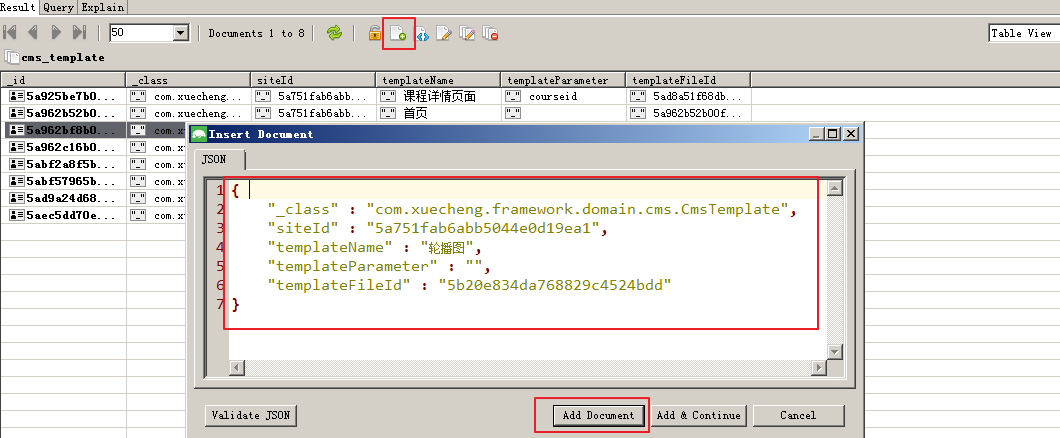 Result Query Explain
50 Documents 1 to 8 Table View
cms_template
_id _class siteId templateName templateParameter templateFileId
5a925be7b0... com.xuecheng... 5a751fab6abb... 课程详情页面 courseid 5ad8a51f68db...
5a962b52b0... com.xuecheng... 5a751fab6abb... 首页 5a962b52b00f...
5a962bf8b0... com.x
5a962c16b0... com.x
5abf2a8f5b... com.x
5abf57965b... com.x
5ad9a24d68... com.x
5aec5dd70e... com.x
Insert Document
JSON
1 {
2 "_class" : "com.xuecheng.framework.domain.cms.CmsTemplate",
3 "siteId" : "5a751fab6abb5044e0d19ea1",
4 "templateName" : "轮播图",
5 "templateParameter" : "",
6 "templateFileId" : "5b20e834da768829c4524bdd"
7 }
Validate JSON Add Document Add & Continue Cancel